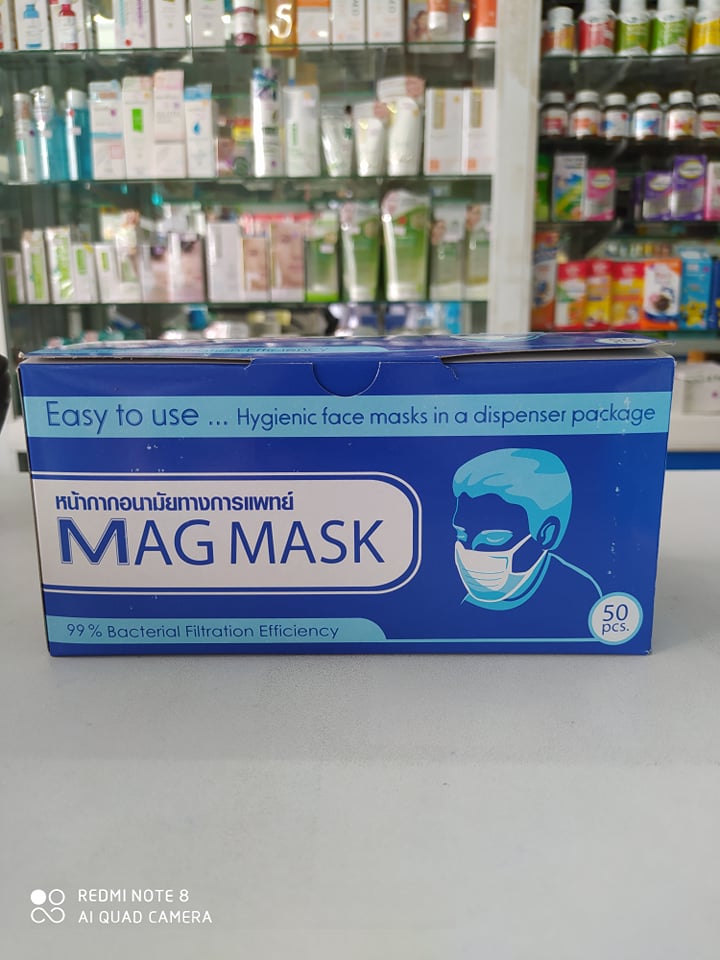 Easy to use ... Hygienic face masks in a dispenser package
หน้ากากอนามัยทางการแพทย์
MAG MASK
99% Bacterial Filtration Efficiency
50
pcs.
REDMI NOTE 8
AI QUAD CAMERA